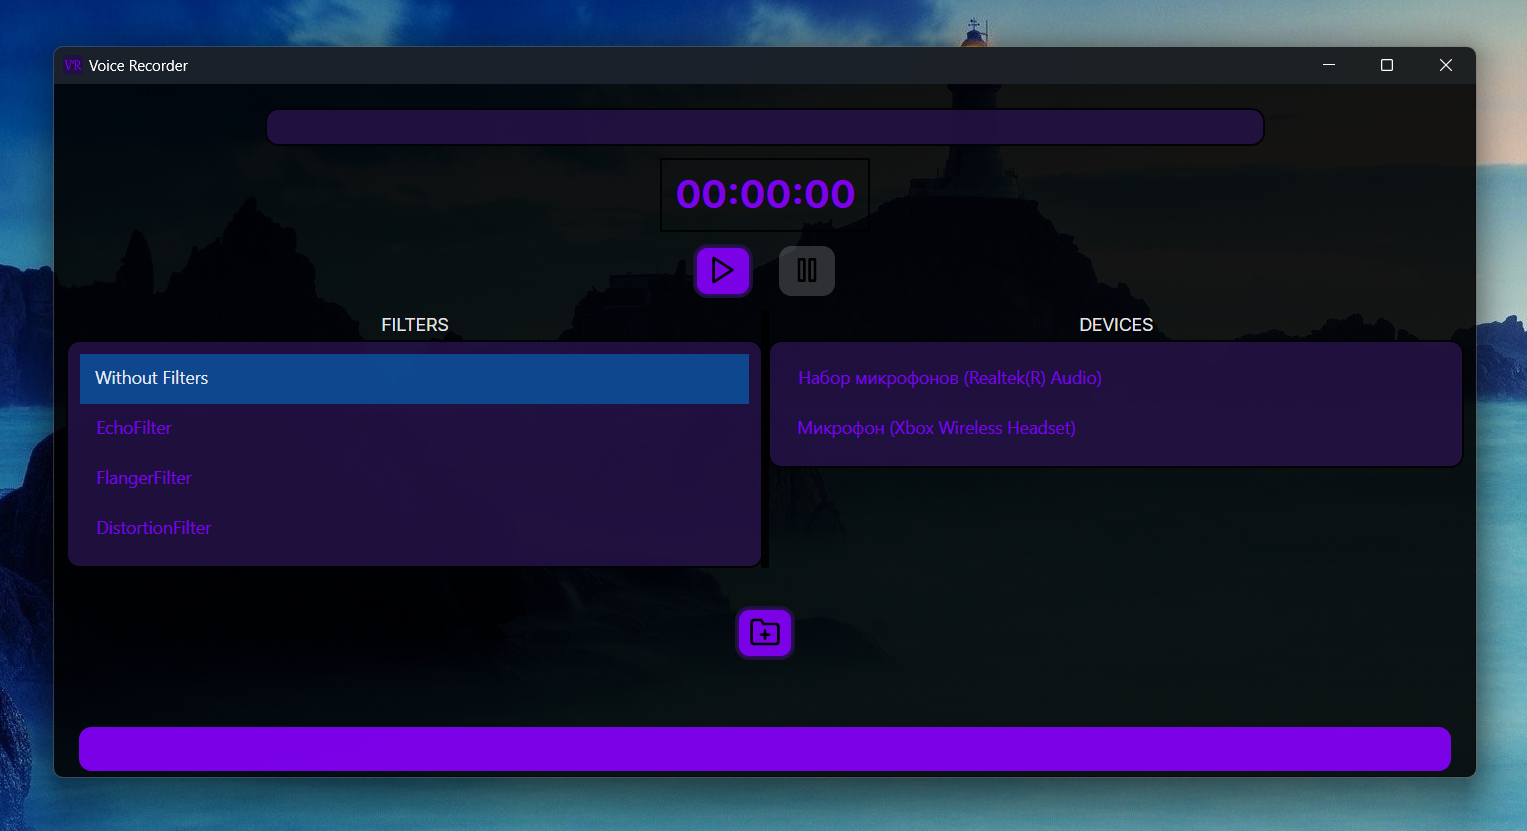 VR Voice Recorder
00:00:00
FILTERS
DEVICES
Without Filters
EchoFilter
FlangerFilter
DistortionFilter
Набор микрофонов (Realtek(R) Audio)
Микрофон (Xbox Wireless Headset)